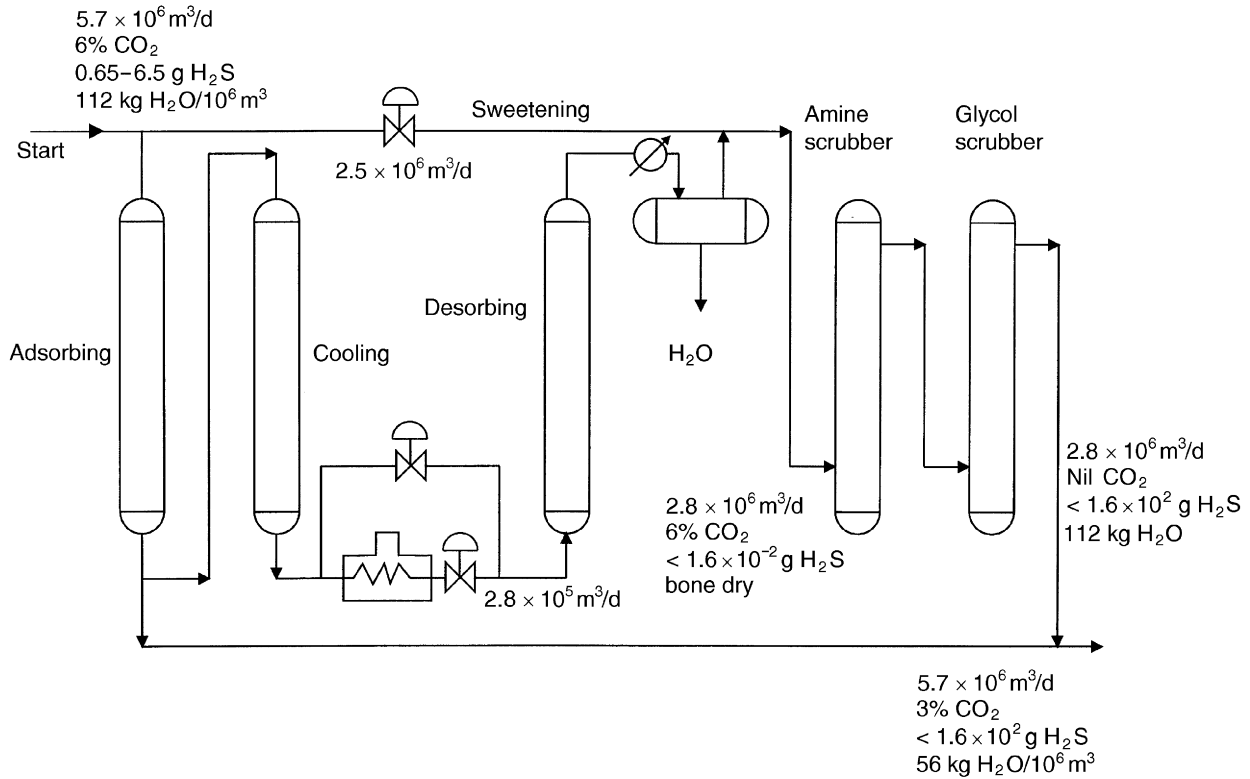 5.7 × 10⁶ m³/d
6% CO₂
0.65–6.5 g H₂S
112 kg H₂O/10⁶ m³
Start
Sweetening
2.5 × 10⁶ m³/d
Amine
scrubber
Glycol
scrubber
Adsorbing
Cooling
Desorbing
H₂O
2.8 × 10⁵ m³/d
2.8 × 10⁶ m³/d
6% CO₂
< 1.6 × 10⁻² g H₂S
bone dry
2.8 × 10⁶ m³/d
Nil CO₂
< 1.6 × 10² g H₂S
112 kg H₂O
5.7 × 10⁶ m³/d
3% CO₂
< 1.6 × 10² g H₂S
56 kg H₂O/10⁶ m³